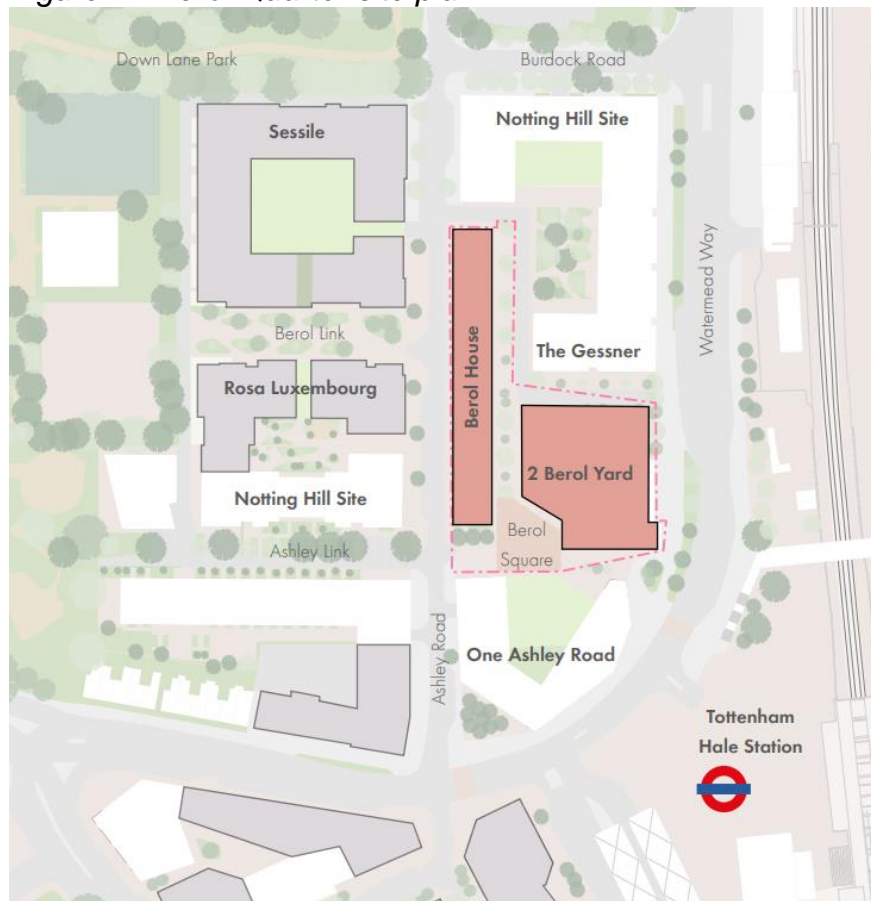 Down Lane Park
Burdock Road
Sessile
Notting Hill Site
Watermead Way
Berol Link
Berol House
The Gessner
Rosa Luxembourg
2 Berol Yard
Notting Hill Site
Berol
Square
Ashley Link
Ashley Road
One Ashley Road
Tottenham
Hale Station